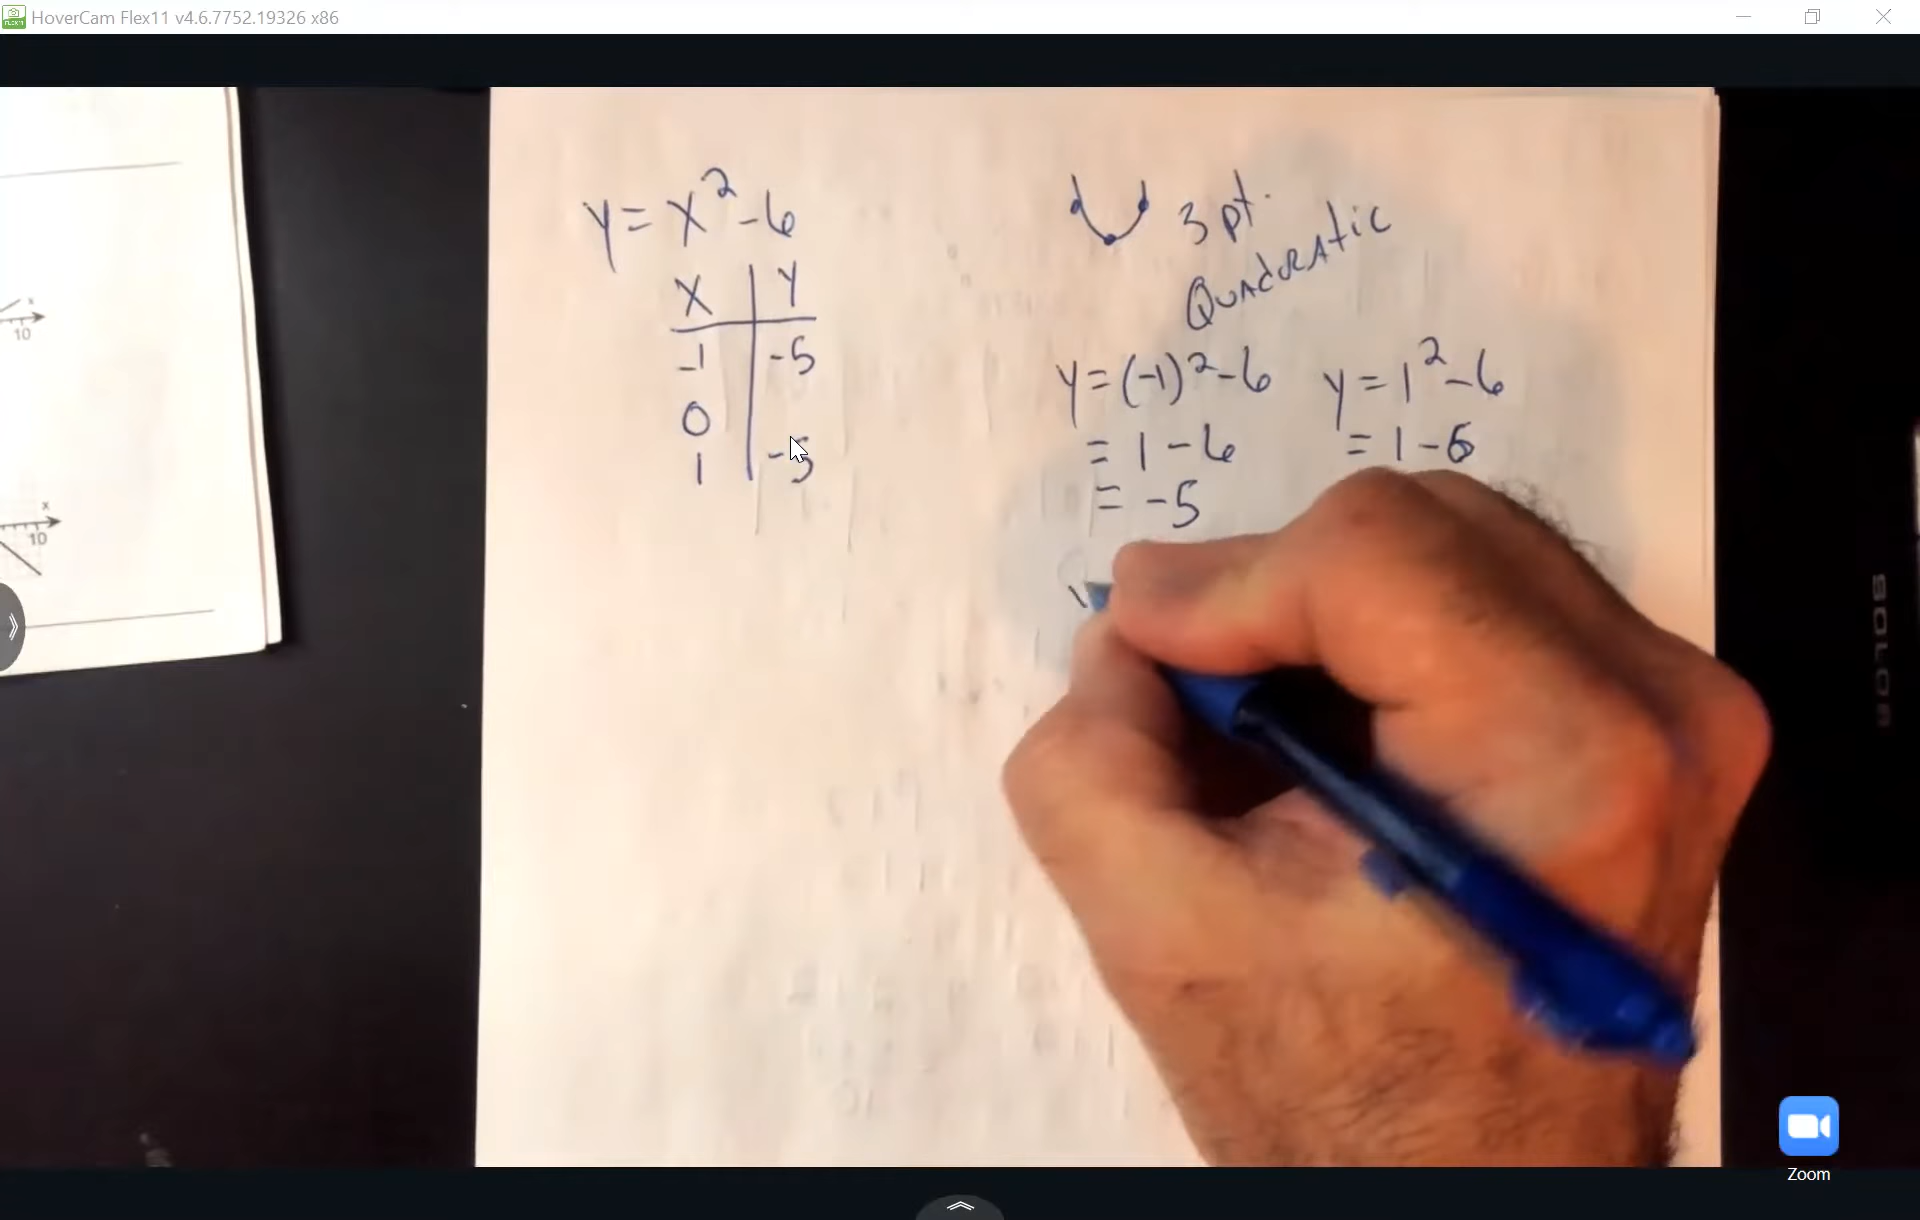 HoverCam Flex11 v4.6.7752.19326 x86
y = x² - 6
X | Y
-1 | -5
0 |
1 | -5
3 pt.
Quadratic
y = (-1)² - 6
= 1 - 6
= -5
y = 1² - 6
= 1 - 6
x
10
x
10
SOLO8
Zoom